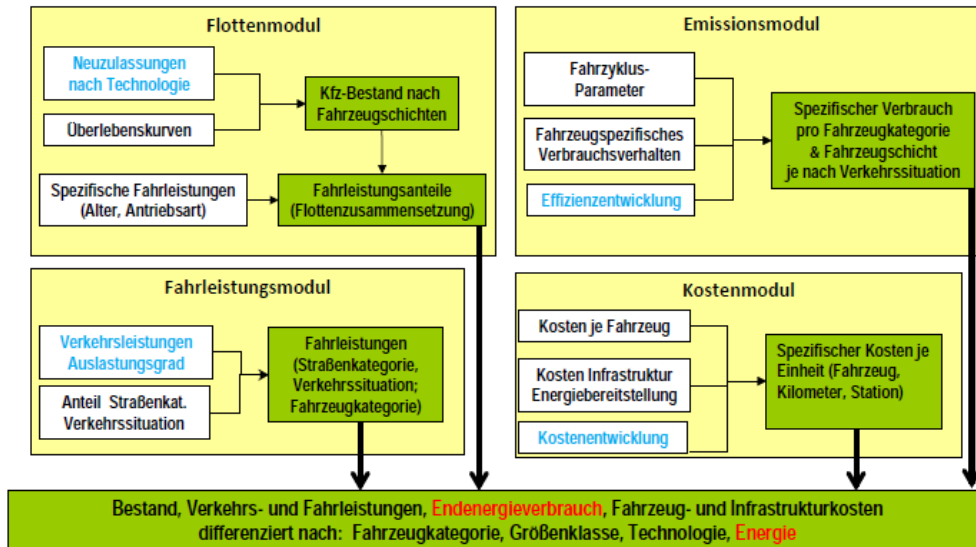 Flottenmodul
Neuzulassungen
nach Technologie
Überlebenskurven
Kfz-Bestand nach
Fahrzeugschichten
Spezifische Fahrleistungen
(Alter, Antriebsart)
Fahrleistungsanteile
(Flottenzusammensetzung)
Emissionsmodul
Fahrzyklus-
Parameter
Fahrzeugspezifisches
Verbrauchsverhalten
Effizienzentwicklung
Spezifischer Verbrauch
pro Fahrzeugkategorie
& Fahrzeugschicht
je nach Verkehrssituation
Fahrleistungsmodul
Verkehrsleistungen
Auslastungsgrad
Anteil Straßenkat.
Verkehrssituation
Fahrleistungen
(Straßenkategorie,
Verkehrssituation;
Fahrzeugkategorie)
Kostenmodul
Kosten je Fahrzeug
Kosten Infrastruktur
Energiebereitstellung
Kostenentwicklung
Spezifischer Kosten je
Einheit (Fahrzeug,
Kilometer, Station)
Bestand, Verkehrs- und Fahrleistungen, Endenergieverbrauch, Fahrzeug- und Infrastrukturkosten
differenziert nach: Fahrzeugkategorie, Größenklasse, Technologie, Energie